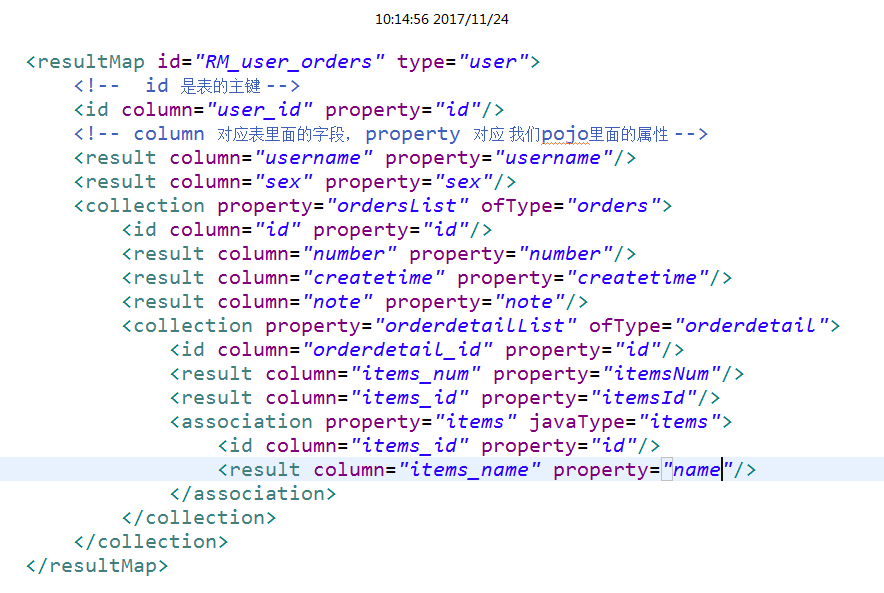 10:14:56 2017/11/24
<resultMap id="RM_user_orders" type="user">
<!--  id 是表的主键 -->
<id column="user_id" property="id"/>
<!-- column 对应表里面的字段, property 对应 我们pojo里面的属性 -->
<result column="username" property="username"/>
<result column="sex" property="sex"/>
<collection property="ordersList" ofType="orders">
<id column="id" property="id"/>
<result column="number" property="number"/>
<result column="createtime" property="createtime"/>
<result column="note" property="note"/>
<collection property="orderdetailList" ofType="orderdetail">
<id column="orderdetail_id" property="id"/>
<result column="items_num" property="itemsNum"/>
<result column="items_id" property="itemsId"/>
<association property="items" javaType="items">
<id column="items_id" property="id"/>
<result column="items_name" property="name"/>
</association>
</collection>
</collection>
</resultMap>